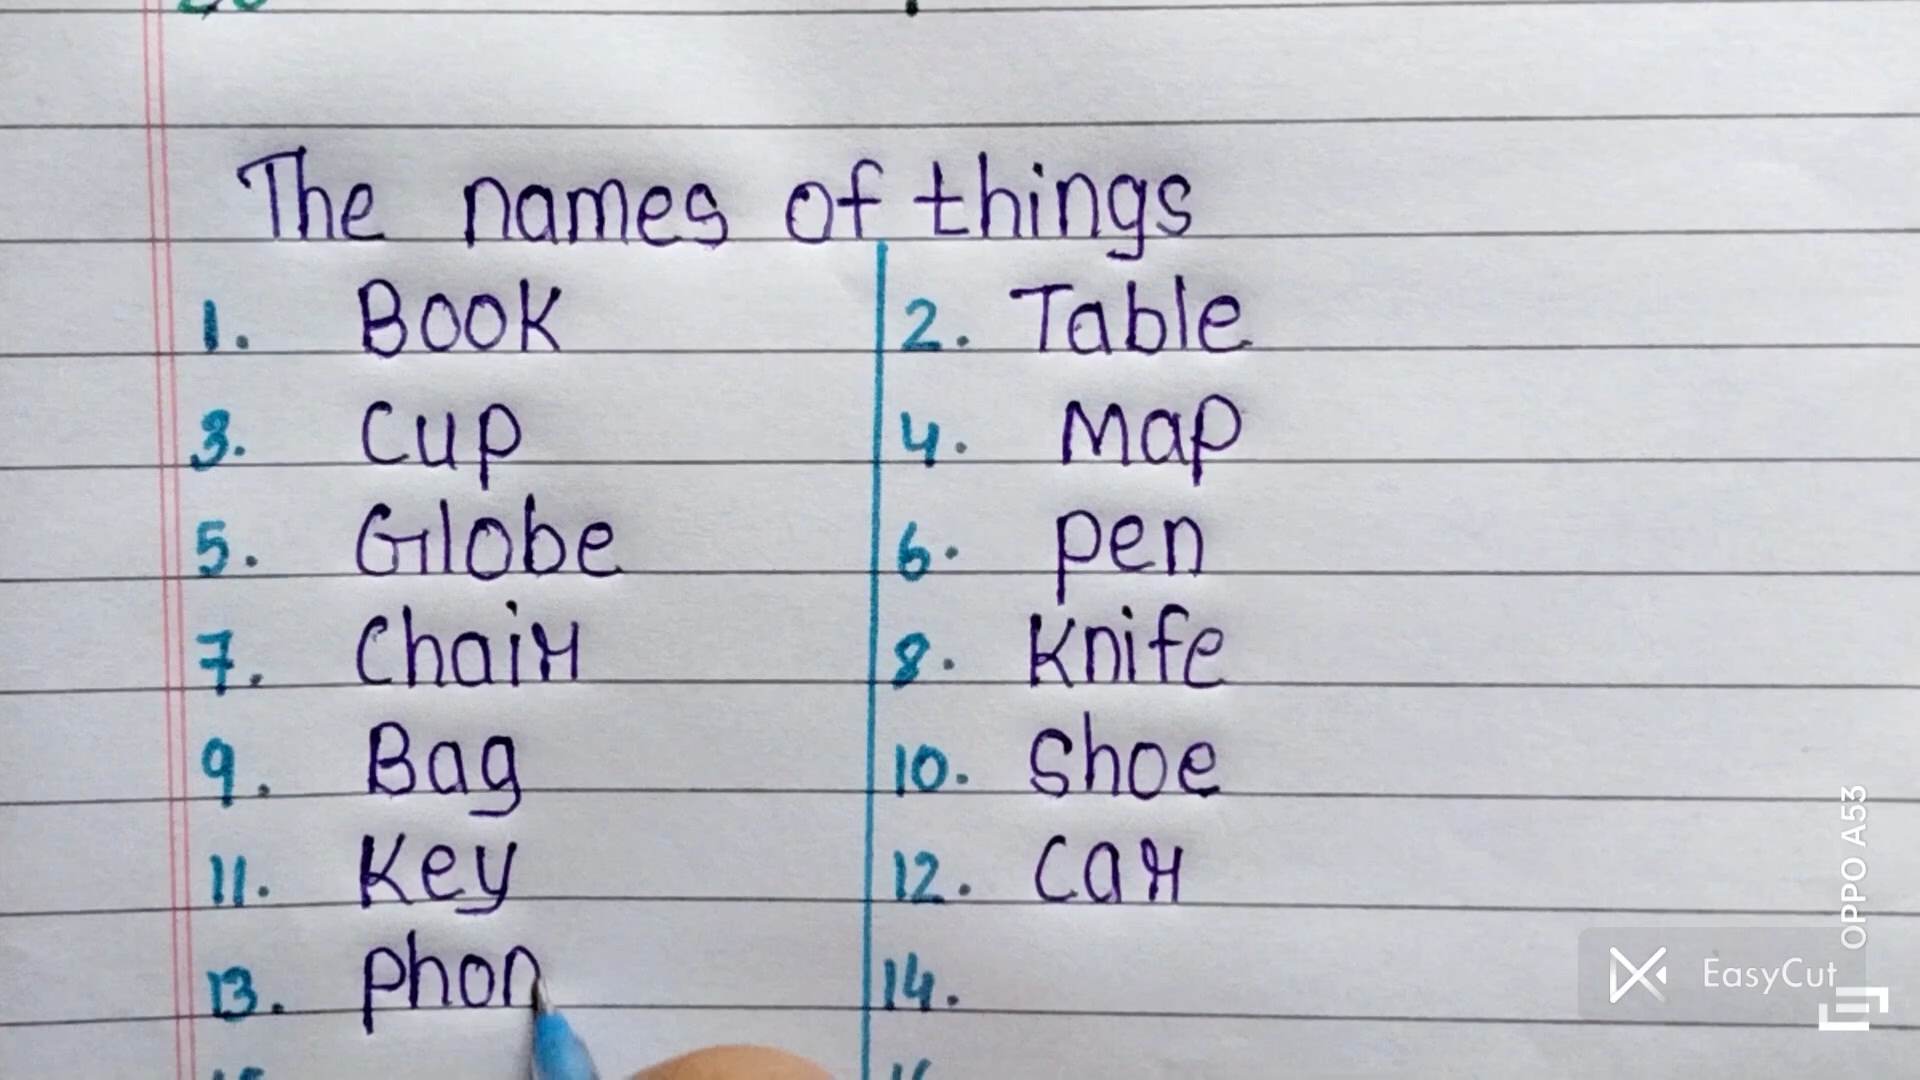 The names of things
1. Book 2. Table
3. Cup 4. Map
5. Globe 6. pen
7. Chair 8. Knife
9. Bag 10. Shoe
11. Key 12. Car
13. phon 14.
OPPO A53
EasyCut